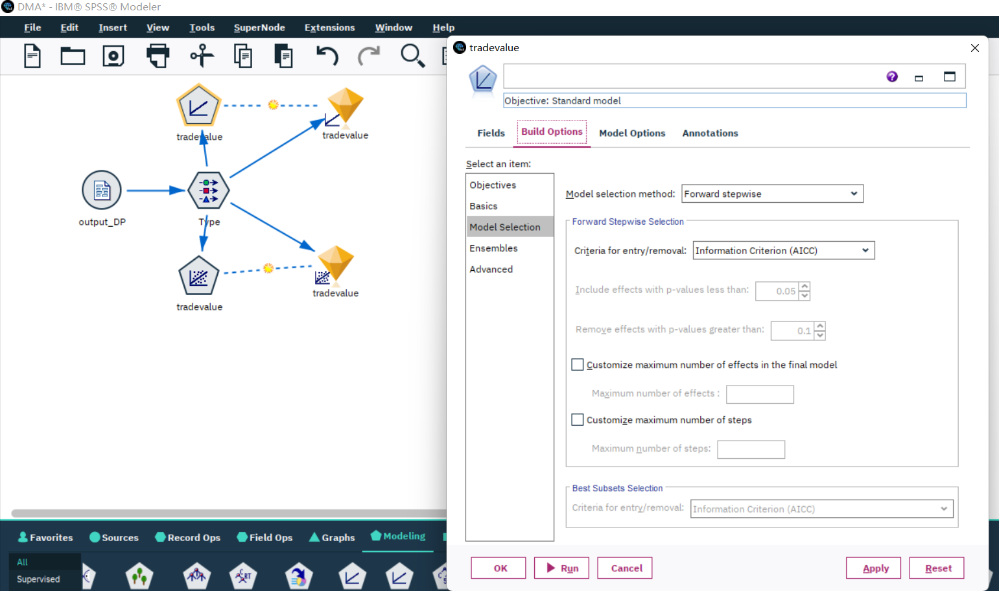 DMA* - IBM® SPSS® Modeler
File Edit Insert View Tools SuperNode Extensions Window Help
tradevalue
Objective: Standard model
Fields Build Options Model Options Annotations
Select an item:
Objectives
Basics
Model Selection
Ensembles
Advanced
Model selection method: Forward stepwise
Forward Stepwise Selection
Criteria for entry/removal: Information Criterion (AICC)
Include effects with p-values less than: 0.05
Remove effects with p-values greater than: 0.1
Customize maximum number of effects in the final model
Maximum number of effects :
Customize maximum number of steps
Maximum number of steps:
Best Subsets Selection
Criteria for entry/removal: Information Criterion (AICC)
OK Run Cancel Apply Reset
tradevalue
tradevalue
output_DP
Type
tradevalue
tradevalue
Favorites Sources Record Ops Field Ops Graphs Modeling
All
Supervised
CRT